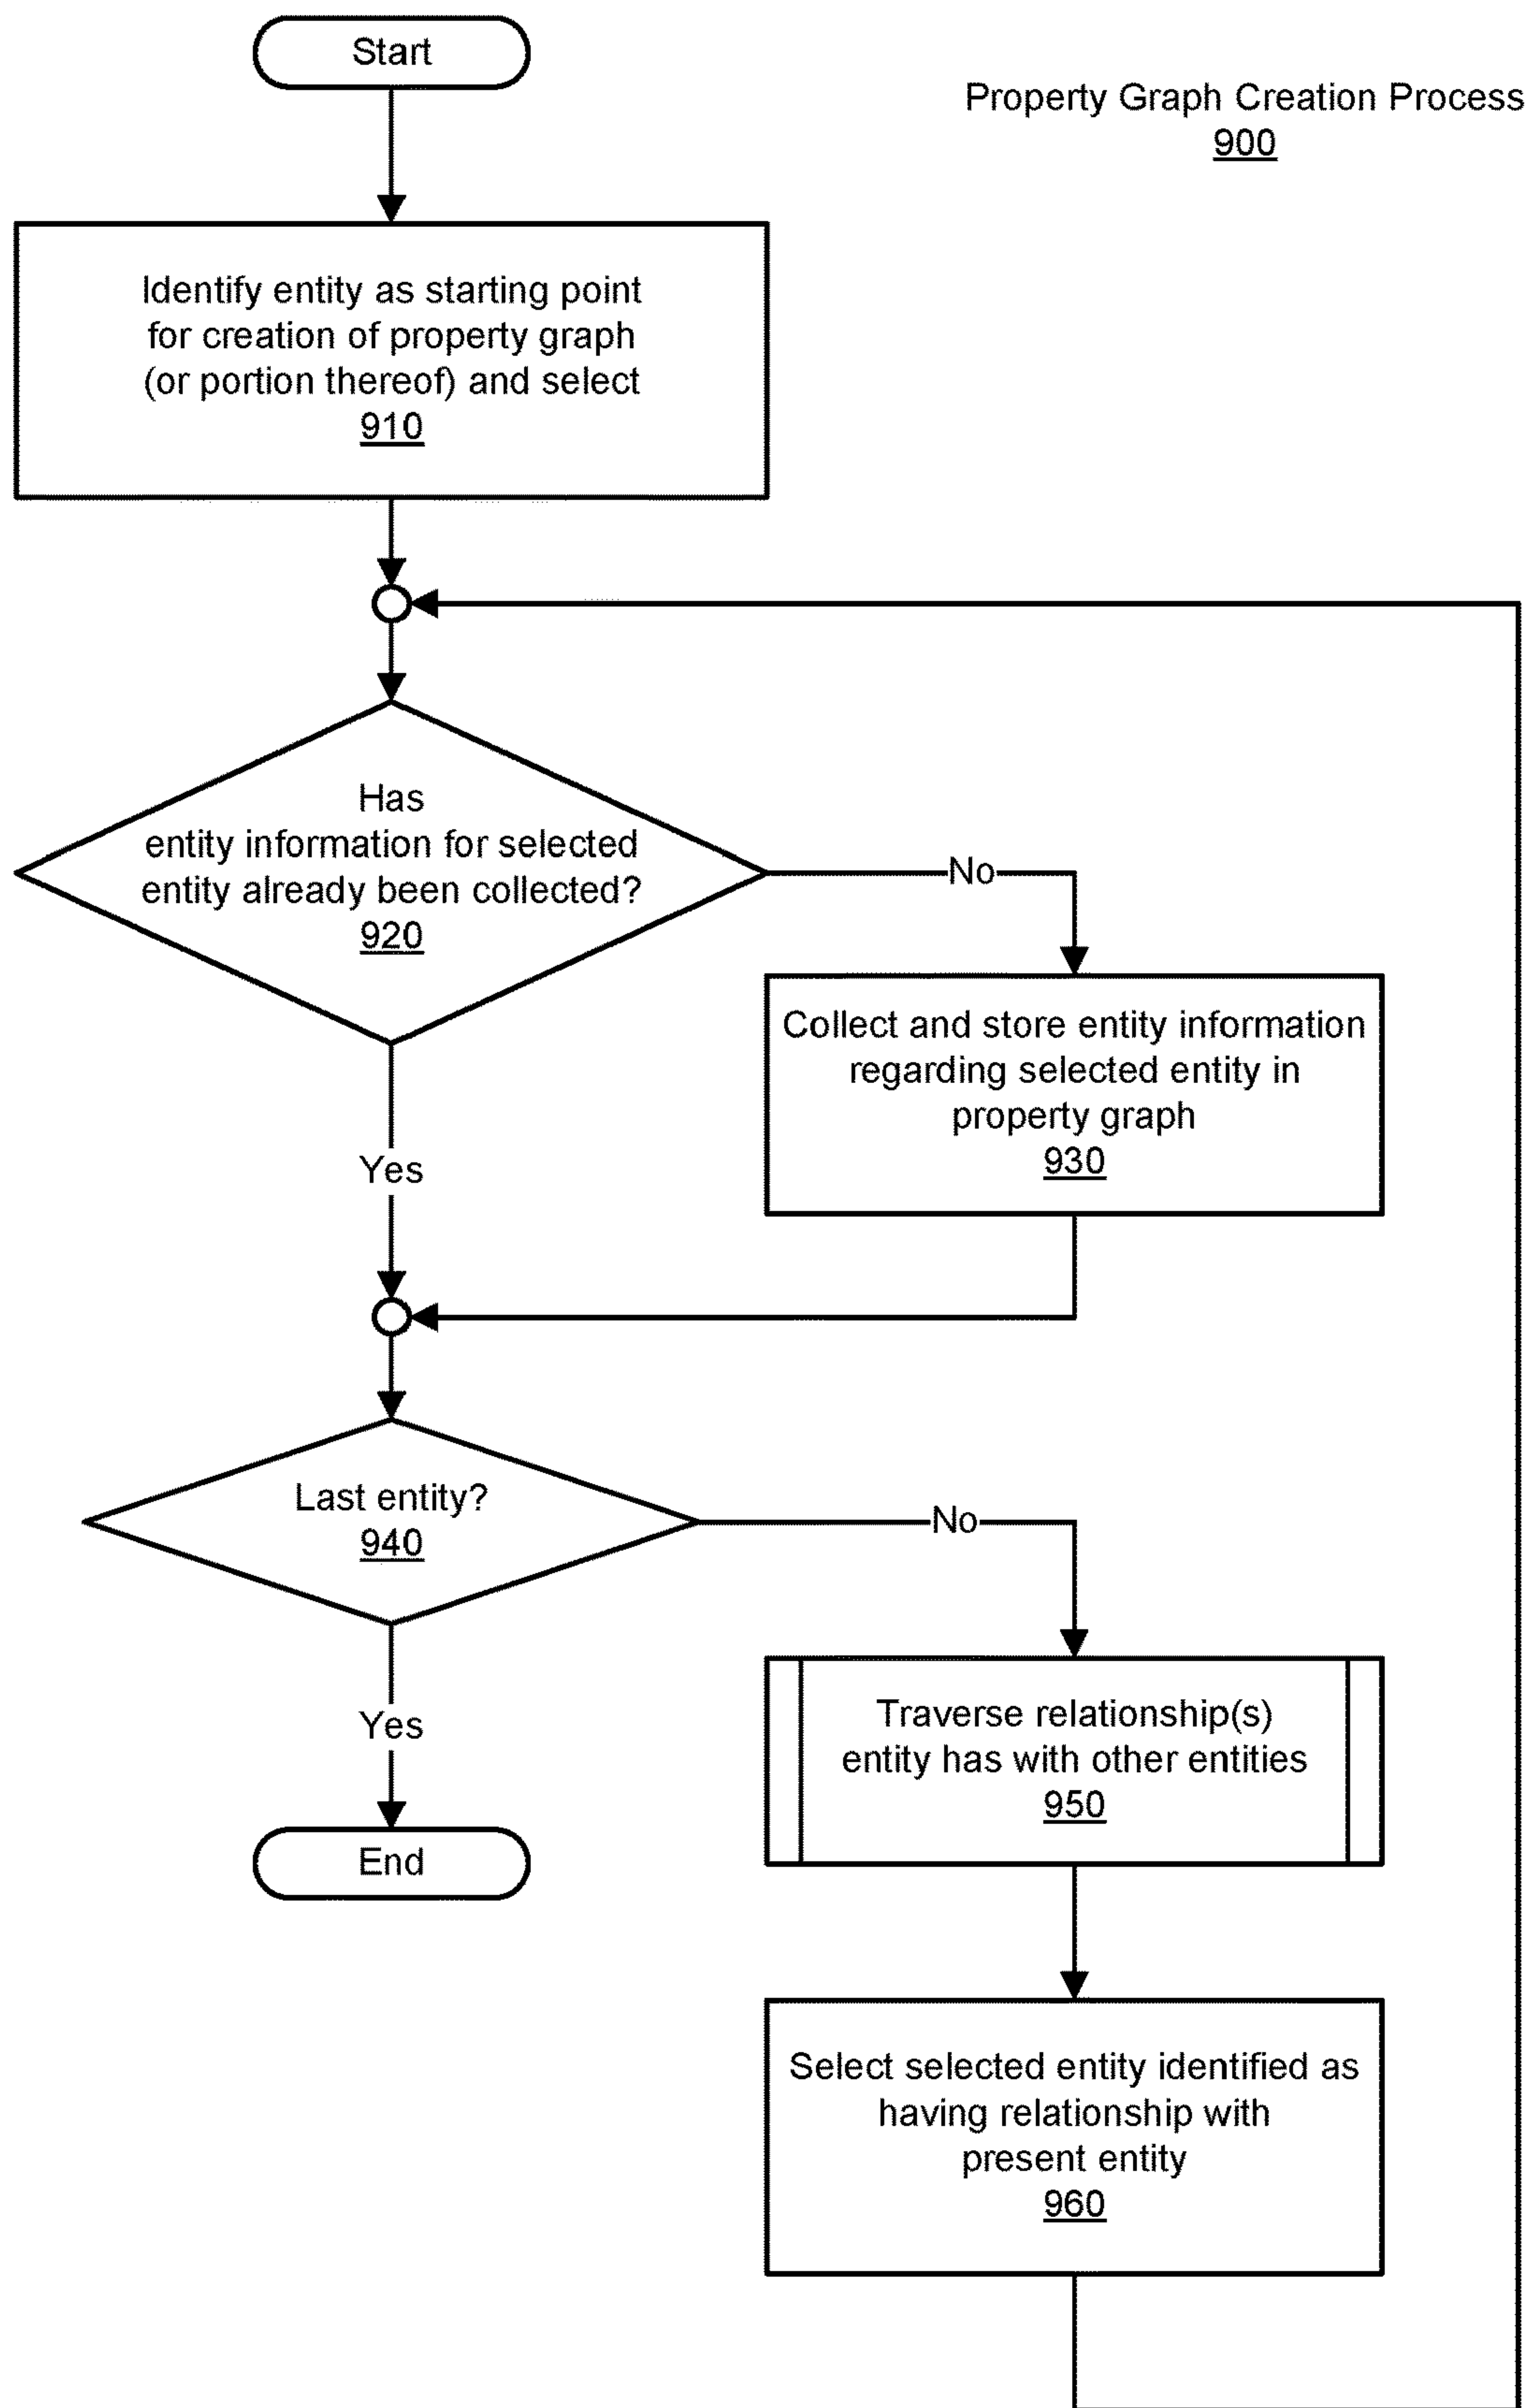 Start
Property Graph Creation Process
900
Identify entity as starting point
for creation of property graph
(or portion thereof) and select
910
Has
entity information for selected
entity already been collected?
920
No
Collect and store entity information
regarding selected entity in
property graph
930
Yes
Last entity?
940
No
Traverse relationship(s)
entity has with other entities
950
Yes
End
Select selected entity identified as
having relationship with
present entity
960